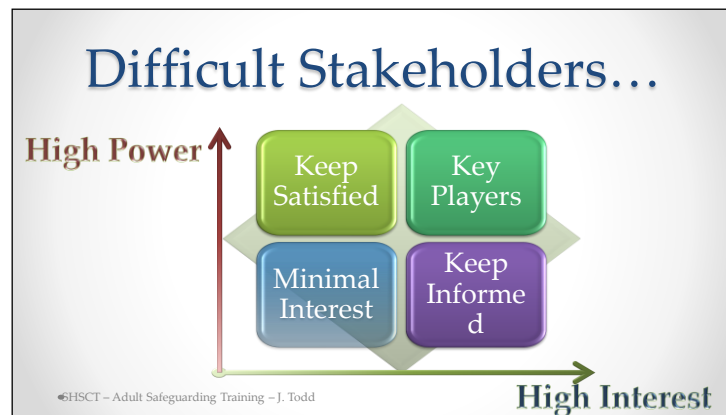 Difficult Stakeholders…
High Power
Keep
Satisfied
Key
Players
Minimal
Interest
Keep
Informe
d
SHSCT – Adult Safeguarding Training – J. Todd
High Interest